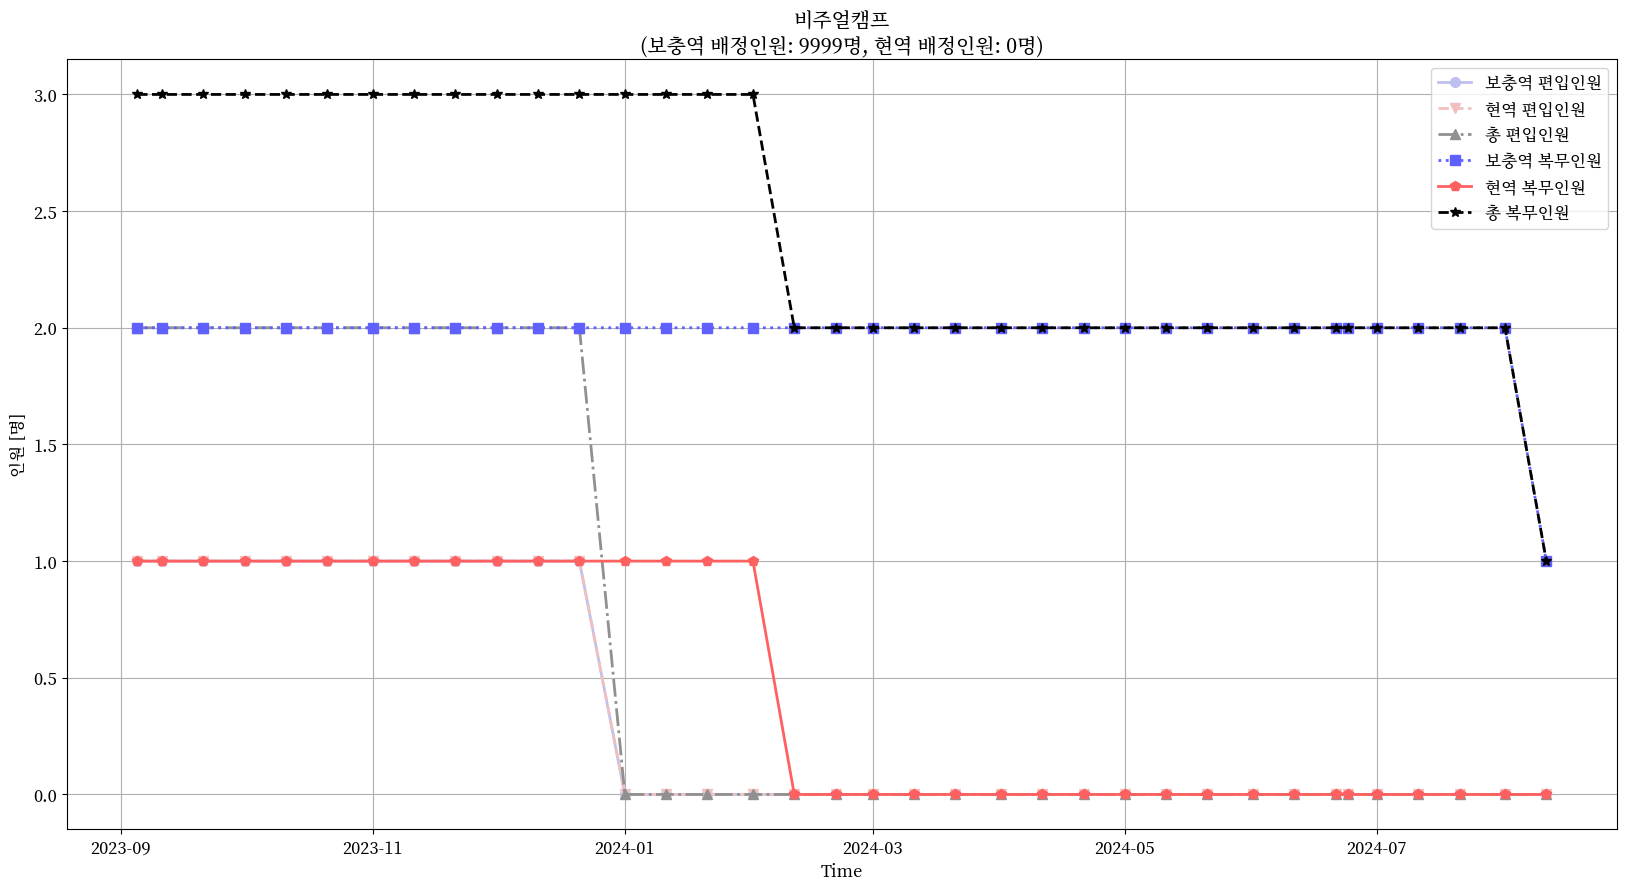 비주얼캠프
(보충역 배정인원: 9999명, 현역 배정인원: 0명)
3.0
2.5
2.0
1.5
1.0
0.5
0.0
인원 [명]
보충역 편입인원
현역 편입인원
총 편입인원
보충역 복무인원
현역 복무인원
총 복무인원
2023-09
2023-11
2024-01
2024-03
2024-05
2024-07
Time